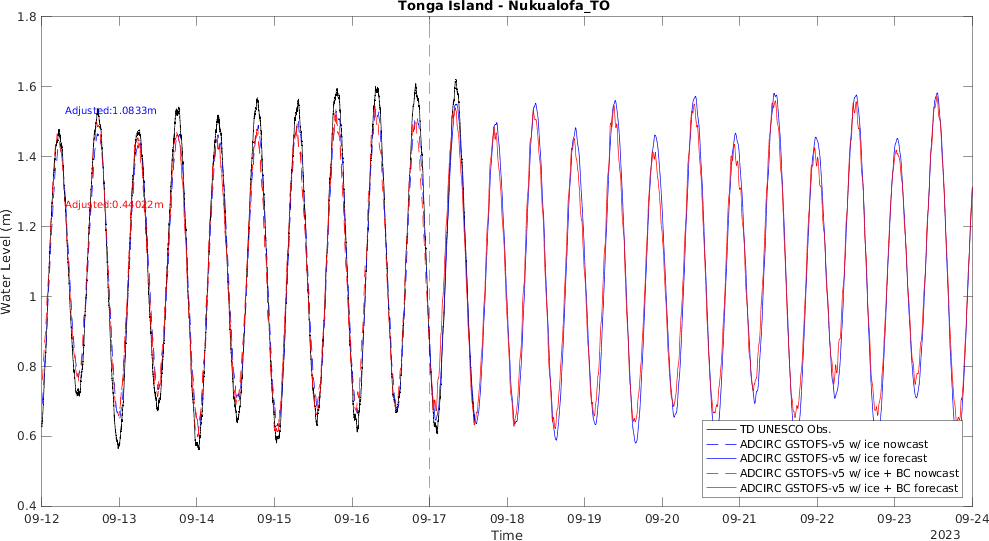 Tonga Island - Nukualofa_TO
1.8
1.6
1.4
1.2
1
0.8
0.6
0.4
Water Level (m)
Adjusted:1.0833m
Adjusted:0.44022m
TD UNESCO Obs.
ADCIRC GSTOFS-v5 w/ ice nowcast
ADCIRC GSTOFS-v5 w/ ice forecast
ADCIRC GSTOFS-v5 w/ ice + BC nowcast
ADCIRC GSTOFS-v5 w/ ice + BC forecast
09-12 09-13 09-14 09-15 09-16 09-17 09-18 09-19 09-20 09-21 09-22 09-23 09-24
Time
2023